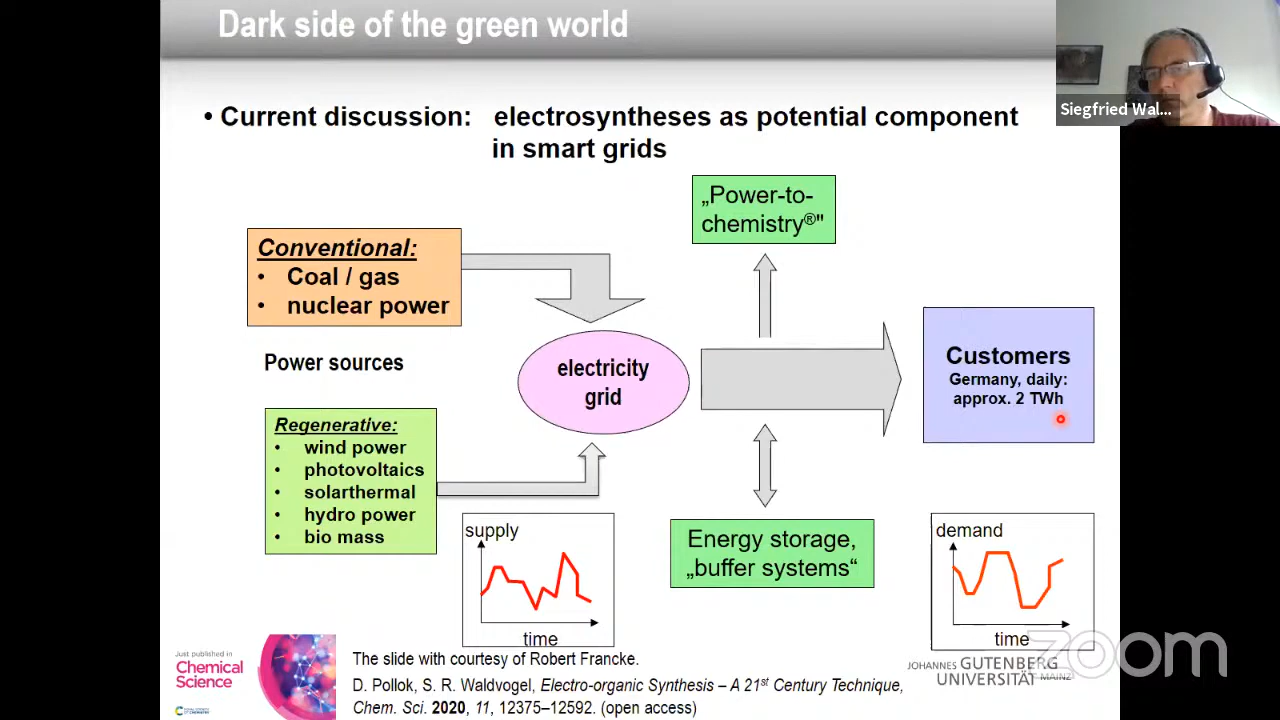 Dark side of the green world
Siegfried Wal...
• Current discussion: electrosyntheses as potential component
in smart grids
„Power-to-
chemistry®"
Conventional:
• Coal / gas
• nuclear power
Power sources
electricity
grid
Customers
Germany, daily:
approx. 2 TWh
Regenerative:
• wind power
• photovoltaics
• solarthermal
• hydro power
• bio mass
supply
time
Energy storage,
„buffer systems“
demand
time
Just published in
Chemical
Science
The slide with courtesy of Robert Francke.
D. Pollok, S. R. Waldvogel, Electro-organic Synthesis – A 21st Century Technique,
Chem. Sci. 2020, 11, 12375–12592. (open access)
JOHANNES GUTENBERG
UNIVERSITÄT MAINZ
zoom